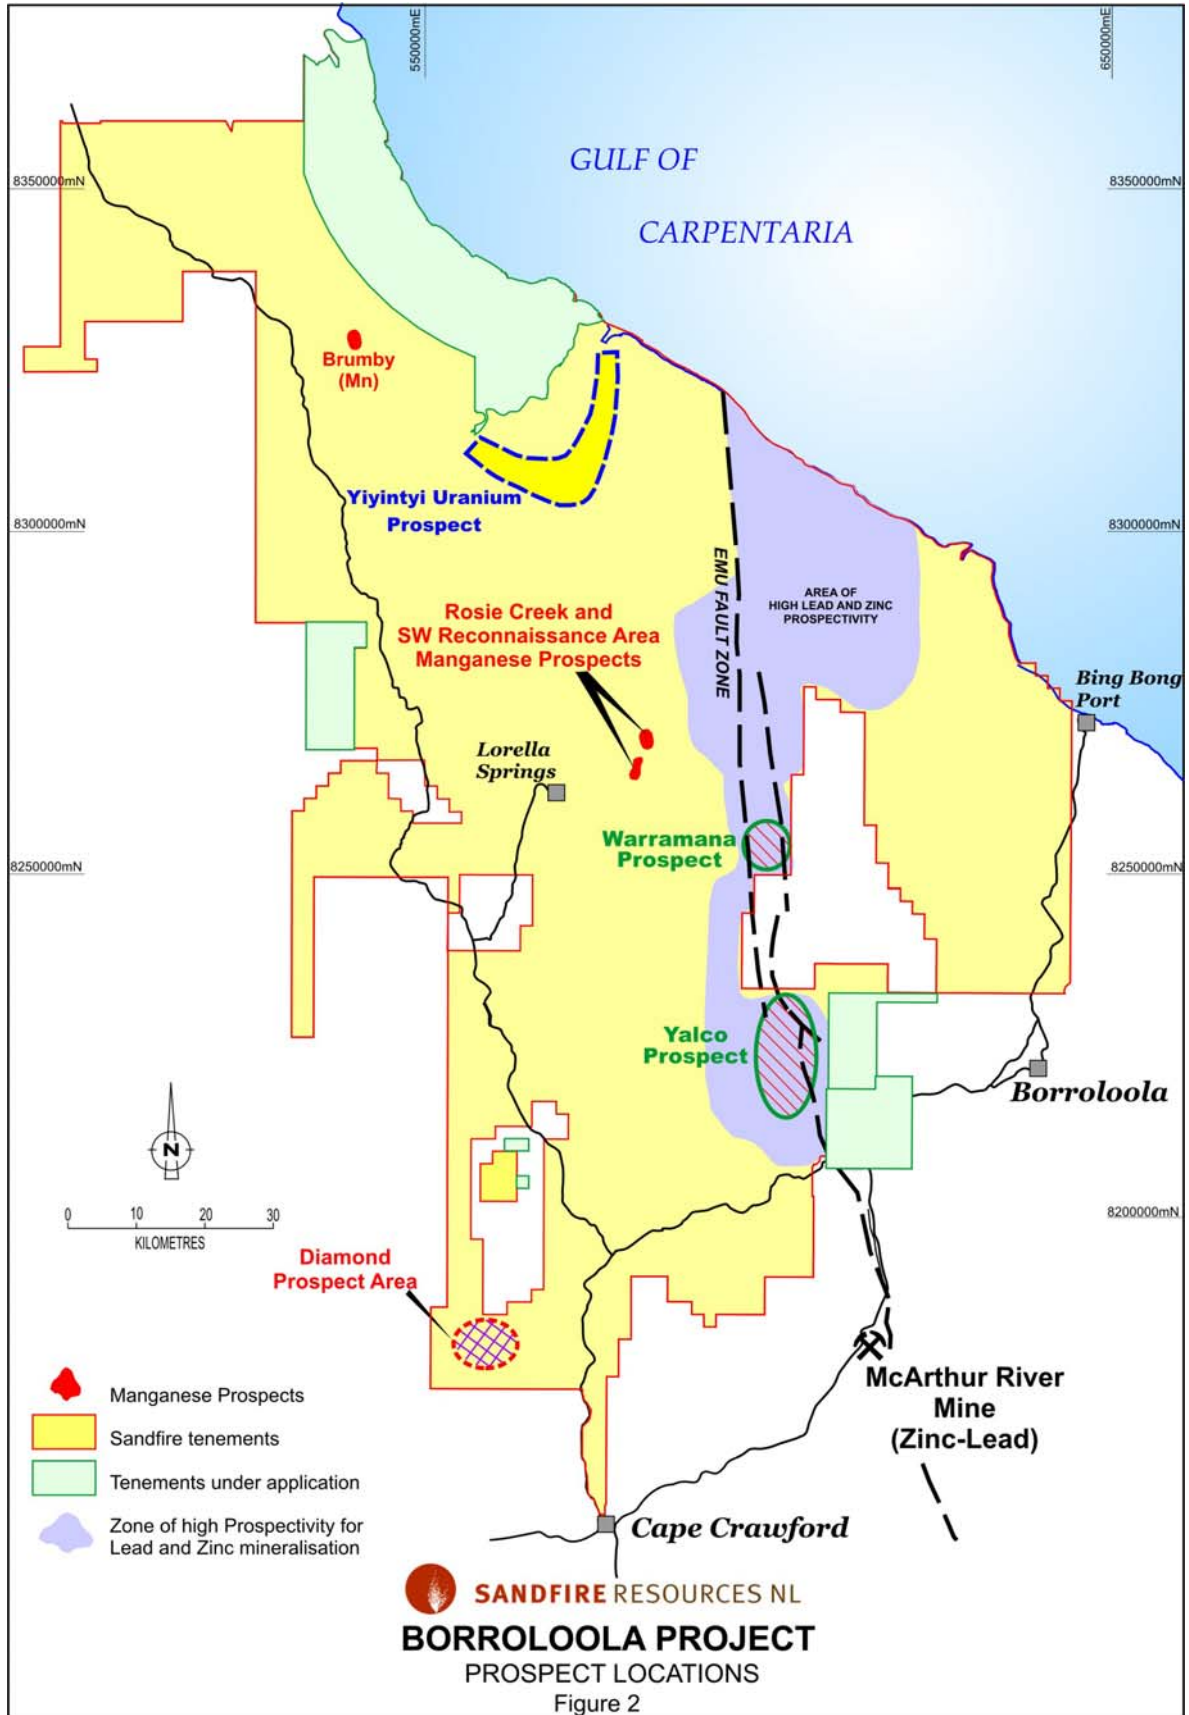 550000mE
650000mE
GULF OF
CARPENTARIA
8350000mN
8350000mN
Brumby
(Mn)
Yiyintyi Uranium
Prospect
8300000mN
8300000mN
EMU FAULT ZONE
AREA OF
HIGH LEAD AND ZINC
PROSPECTIVITY
Rosie Creek and
SW Reconnaissance Area
Manganese Prospects
Bing Bong
Port
Lorella
Springs
Warramana
Prospect
8250000mN
8250000mN
Yalco
Prospect
Borroloola
N
0 10 20 30
KILOMETRES
8200000mN
Diamond
Prospect Area
McArthur River
Mine
(Zinc-Lead)
Manganese Prospects
Sandfire tenements
Tenements under application
Zone of high Prospectivity for
Lead and Zinc mineralisation
Cape Crawford
SANDFIRE RESOURCES NL
BORROLOOLA PROJECT
PROSPECT LOCATIONS
Figure 2